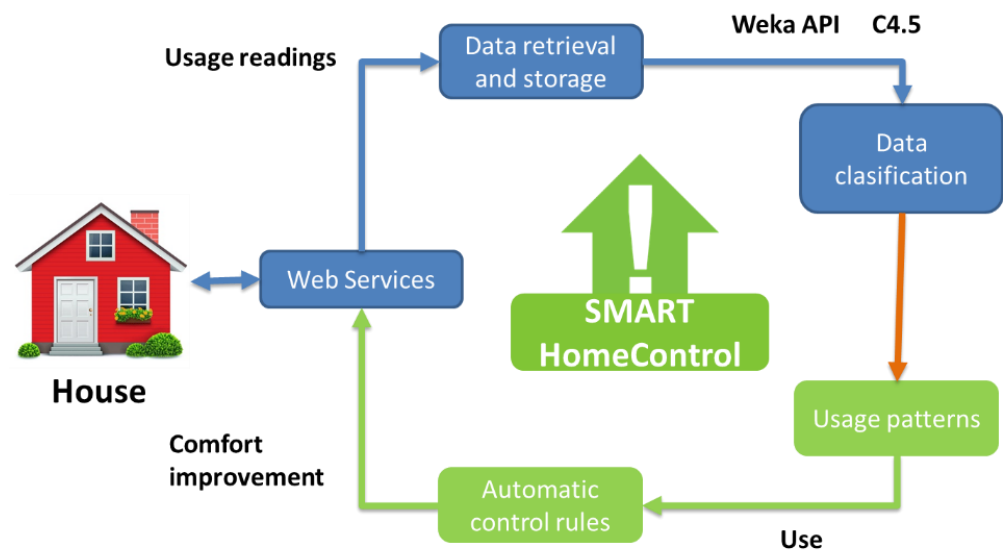 Weka API C4.5
Usage readings
Data retrieval
and storage
Data
clasification
Web Services
!
SMART
HomeControl
House
Usage patterns
Comfort
improvement
Automatic
control rules
Use